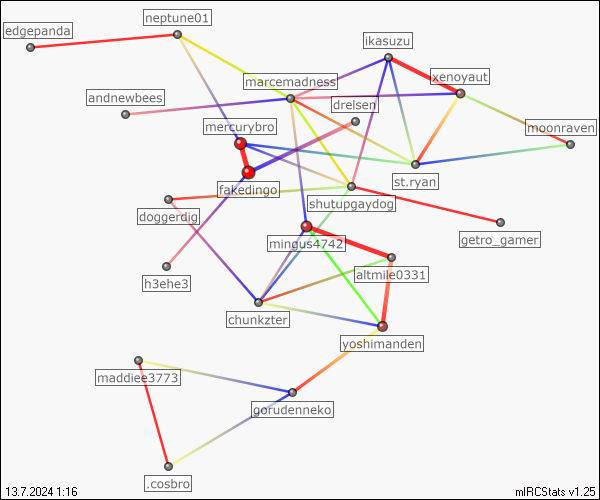 neptune01
edgepanda
ikasuzu
xenoyaut
marcemadness
andnewbees
drelsen
mercurybro
moonraven
fakedingo
st.ryan
shutupgaydog
doggerdig
mingus4742
getro_gamer
altmile0331
h3ehe3
chunkzter
yoshimanden
maddiee3773
gorudenneko
.cosbro
13.7.2024 1:16
mIRCStats v1.25